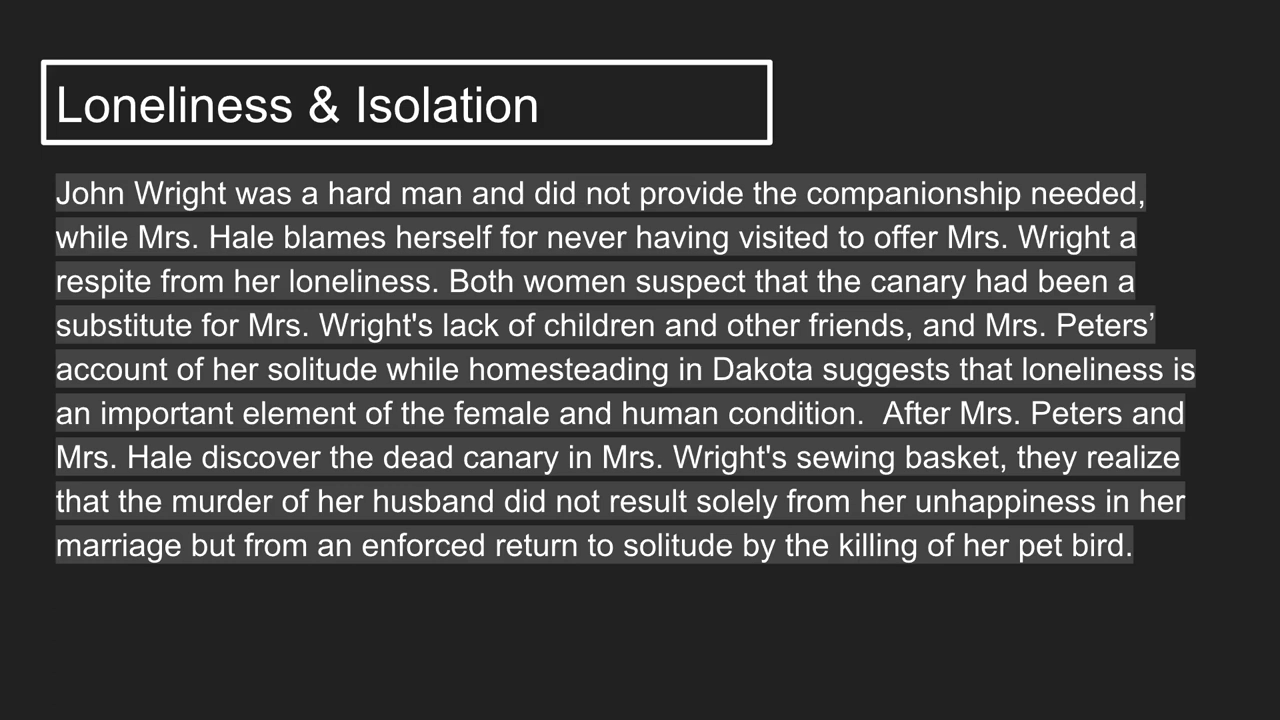 Loneliness & Isolation
John Wright was a hard man and did not provide the companionship needed,
while Mrs. Hale blames herself for never having visited to offer Mrs. Wright a
respite from her loneliness. Both women suspect that the canary had been a
substitute for Mrs. Wright's lack of children and other friends, and Mrs. Peters’
account of her solitude while homesteading in Dakota suggests that loneliness is
an important element of the female and human condition.  After Mrs. Peters and
Mrs. Hale discover the dead canary in Mrs. Wright's sewing basket, they realize
that the murder of her husband did not result solely from her unhappiness in her
marriage but from an enforced return to solitude by the killing of her pet bird.